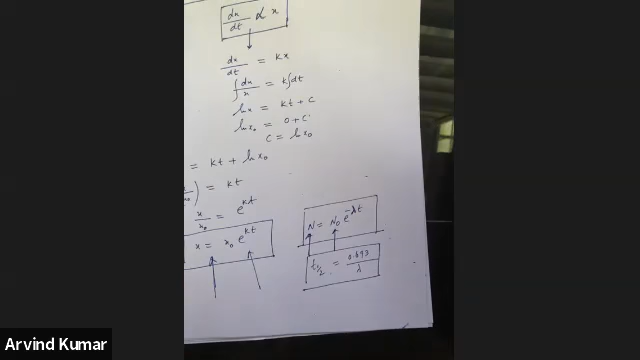 dx/dt ∝ x
dx/dt = kx
∫ dx/x = k∫dt
ln x = kt + C
ln x₀ = 0 + C
C = ln x₀
= kt + ln x₀
) = kt
x/x₀ = e^kt
x = x₀ e^kt
N = N₀ e^-λt
t½ = 0.693/λ
Arvind Kumar